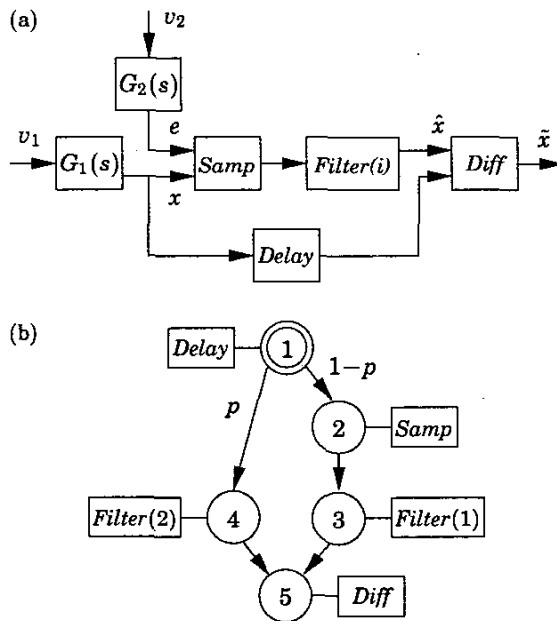 (a)
v₂
G₂(s)
v₁
e
x̂
x̃
G₁(s)
Samp
Filter(i)
Diff
x
Delay
(b)
Delay
1
1−p
p
2
Samp
Filter(2)
4
3
Filter(1)
5
Diff